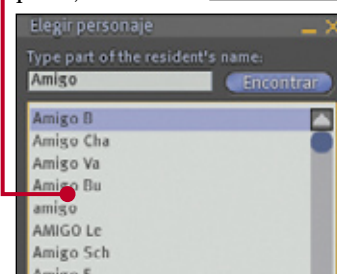 Elegir personaje
Type part of the resident's name:
Amigo
Encontrar
Amigo B
Amigo Cha
Amigo Va
Amigo Bu
amigo
AMIGO Le
Amigo Sch